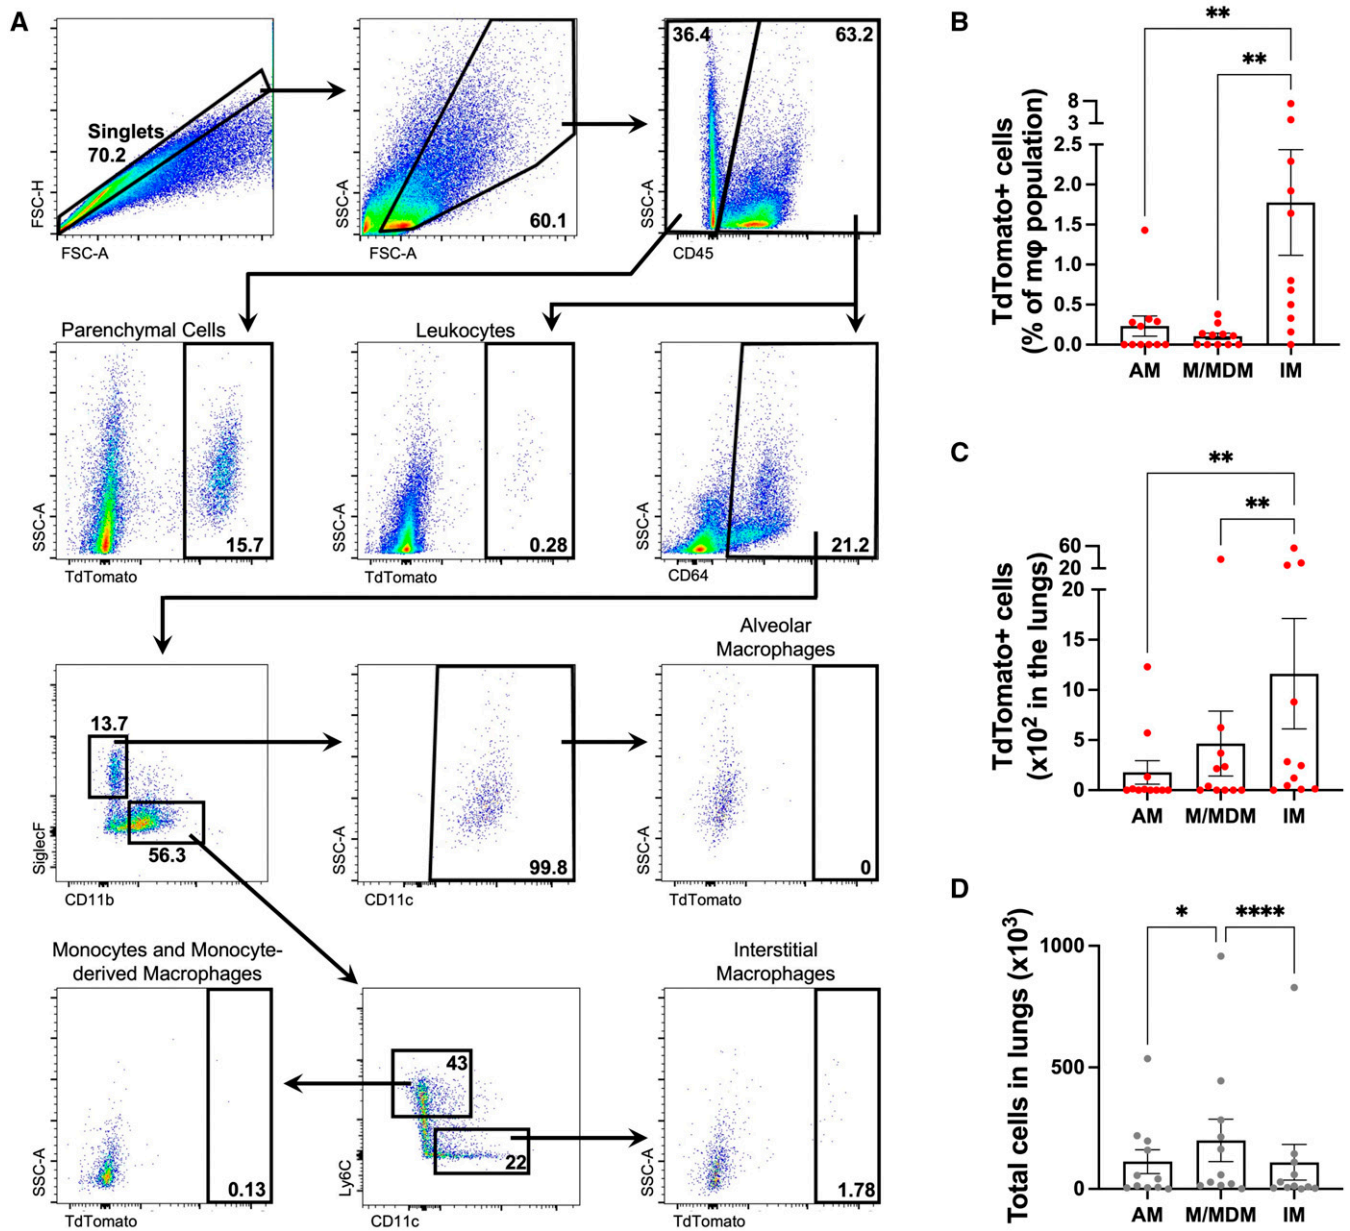 A
Singlets
70.2
FSC-H
FSC-A
60.1
SSC-A
FSC-A
36.4
63.2
SSC-A
CD45
Parenchymal Cells
15.7
SSC-A
TdTomato
Leukocytes
0.28
SSC-A
TdTomato
21.2
SSC-A
CD64
13.7
56.3
SiglecF
CD11b
99.8
SSC-A
CD11c
Alveolar
Macrophages
0
SSC-A
TdTomato
Monocytes and Monocyte-
derived Macrophages
0.13
SSC-A
TdTomato
43
22
Ly6C
CD11c
Interstitial
Macrophages
1.78
SSC-A
TdTomato
B
**
**
TdTomato+ cells
(% of mφ population)
8
3
2.5
2.0
1.5
1.0
0.5
0.0
AM M/MDM IM
C
**
**
TdTomato+ cells
(x10² in the lungs)
60
20
20
15
10
5
0
AM M/MDM IM
D
* ****
Total cells in lungs (x10³)
1000
500
0
AM M/MDM IM